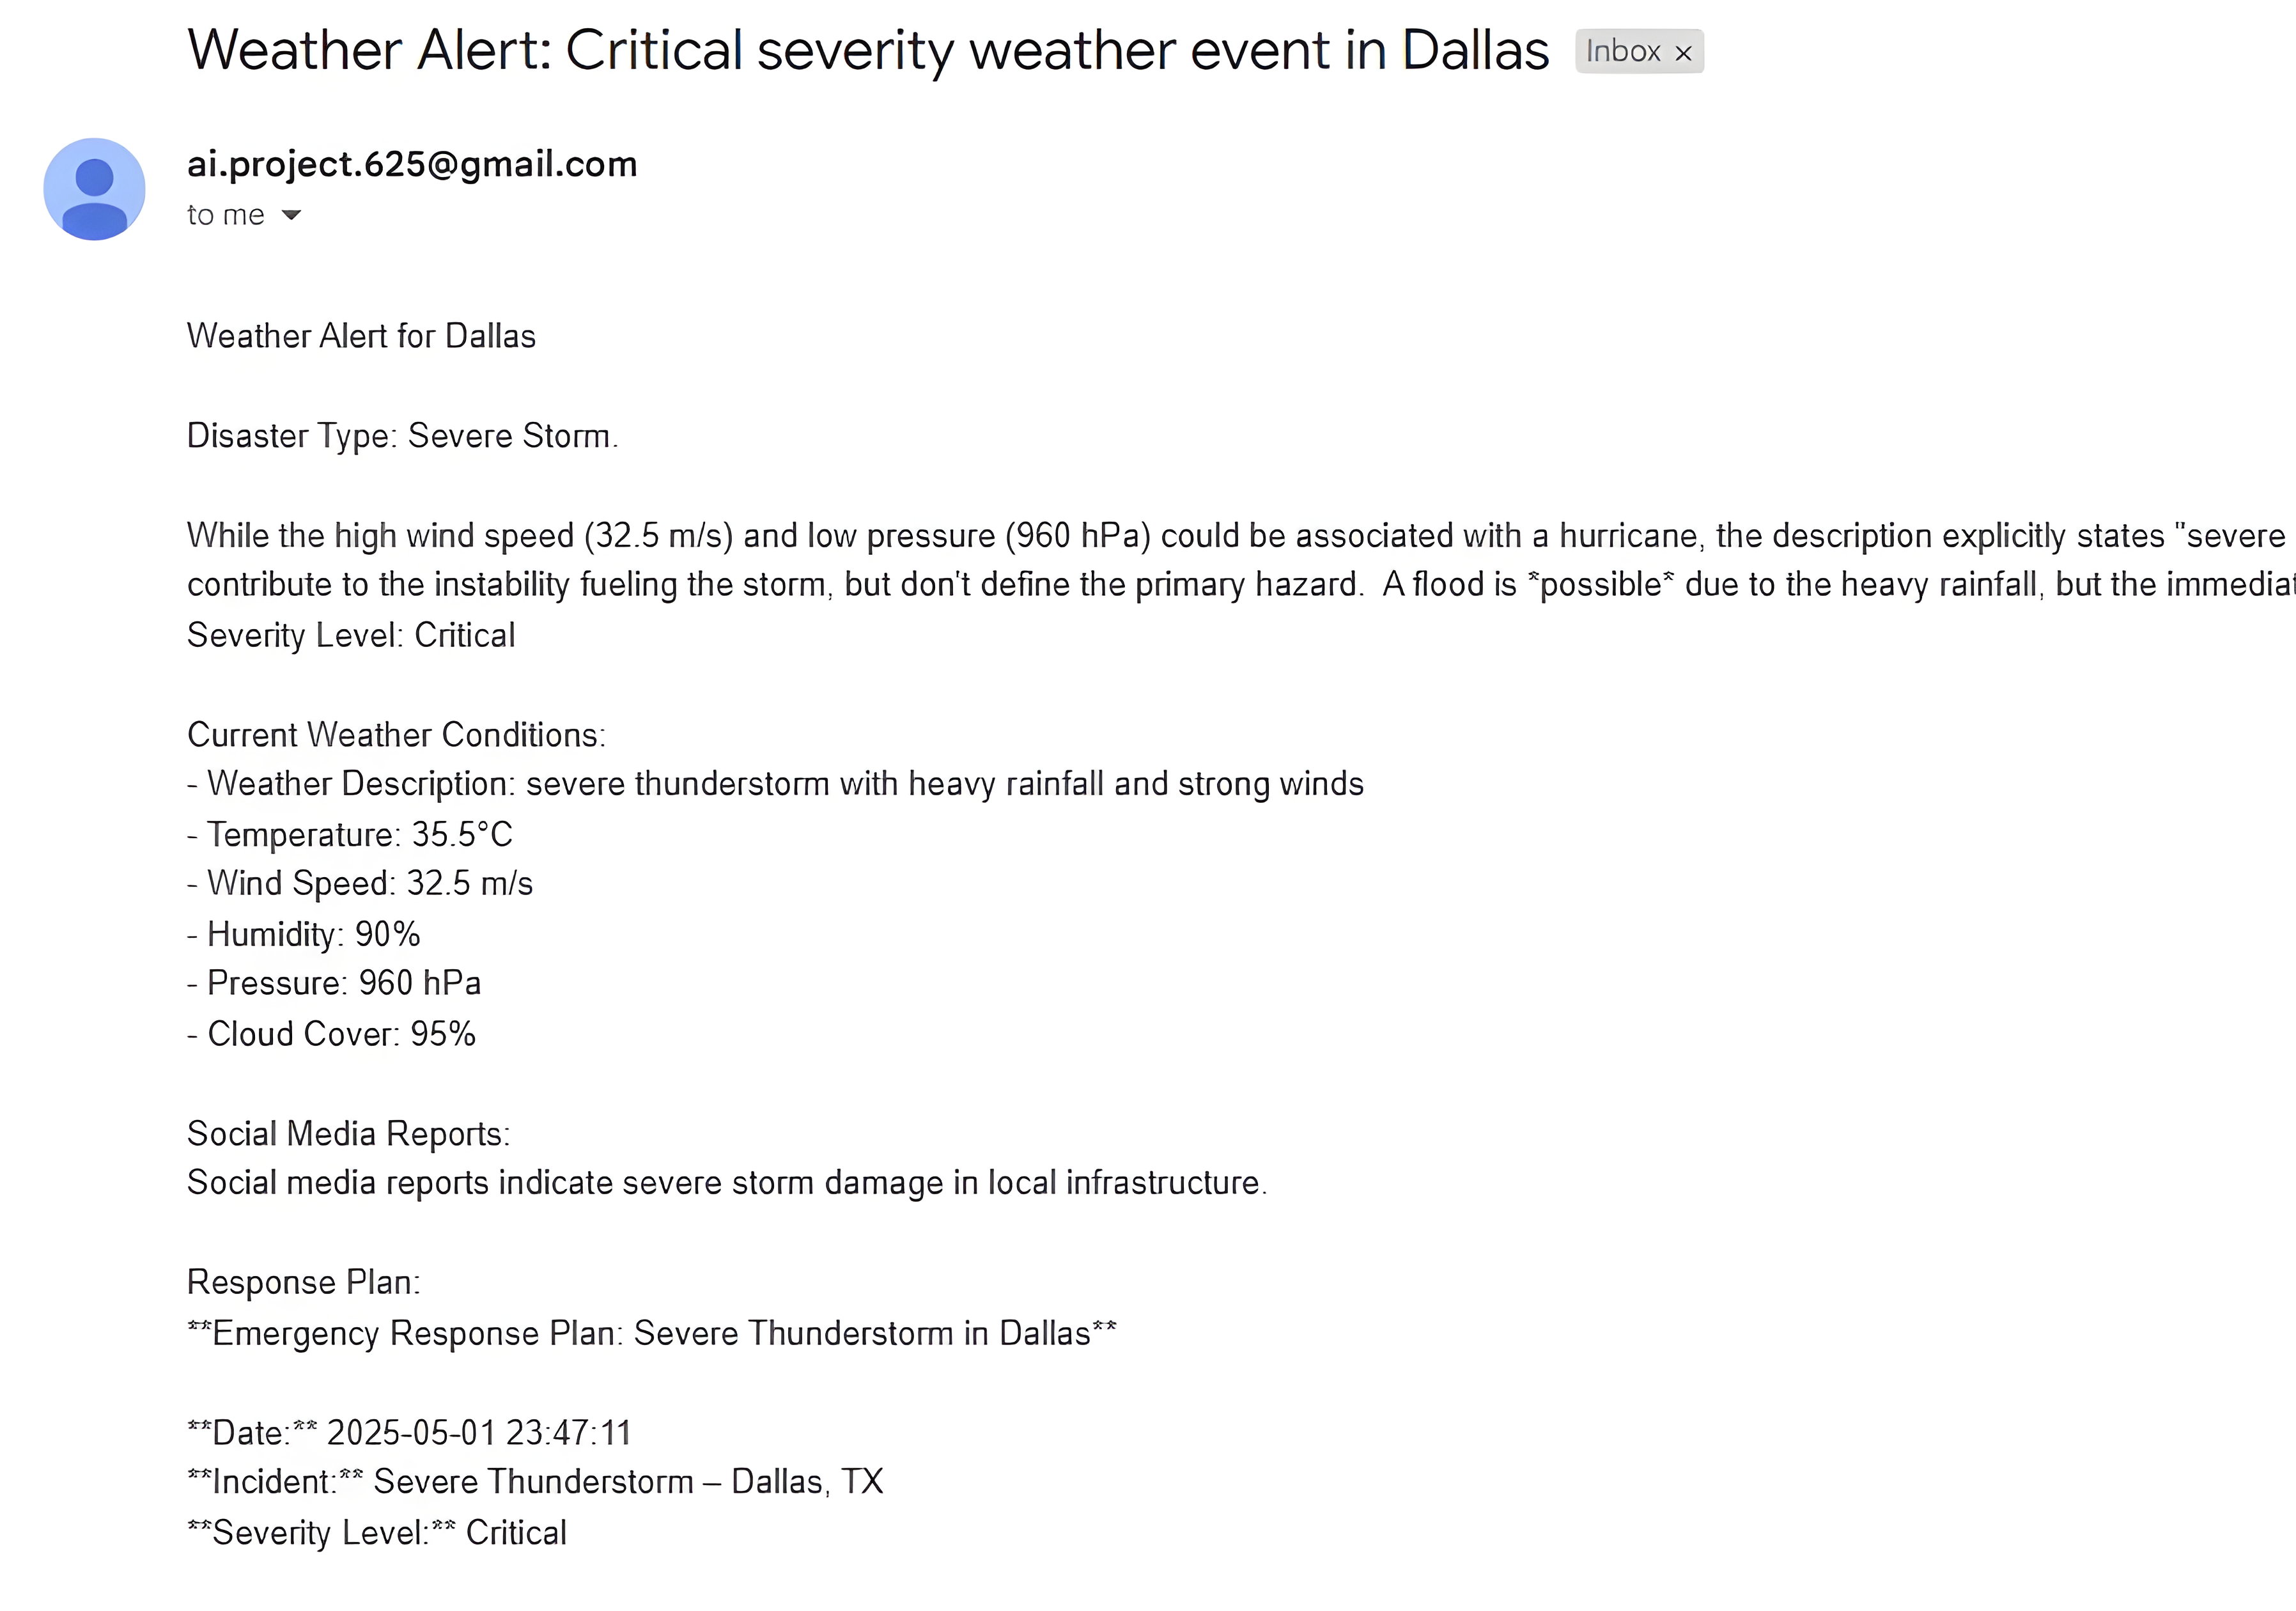 Weather Alert: Critical severity weather event in Dallas Inbox x
ai.project.625@gmail.com
to me
Weather Alert for Dallas
Disaster Type: Severe Storm.
While the high wind speed (32.5 m/s) and low pressure (960 hPa) could be associated with a hurricane, the description explicitly states "severe
contribute to the instability fueling the storm, but don't define the primary hazard.  A flood is *possible* due to the heavy rainfall, but the
Severity Level: Critical
Current Weather Conditions:
- Weather Description: severe thunderstorm with heavy rainfall and strong winds
- Temperature: 35.5°C
- Wind Speed: 32.5 m/s
- Humidity: 90%
- Pressure: 960 hPa
- Cloud Cover: 95%
Social Media Reports:
Social media reports indicate severe storm damage in local infrastructure.
Response Plan:
**Emergency Response Plan: Severe Thunderstorm in Dallas**
**Date:** 2025-05-01 23:47:11
**Incident:** Severe Thunderstorm – Dallas, TX
**Severity Level:** Critical